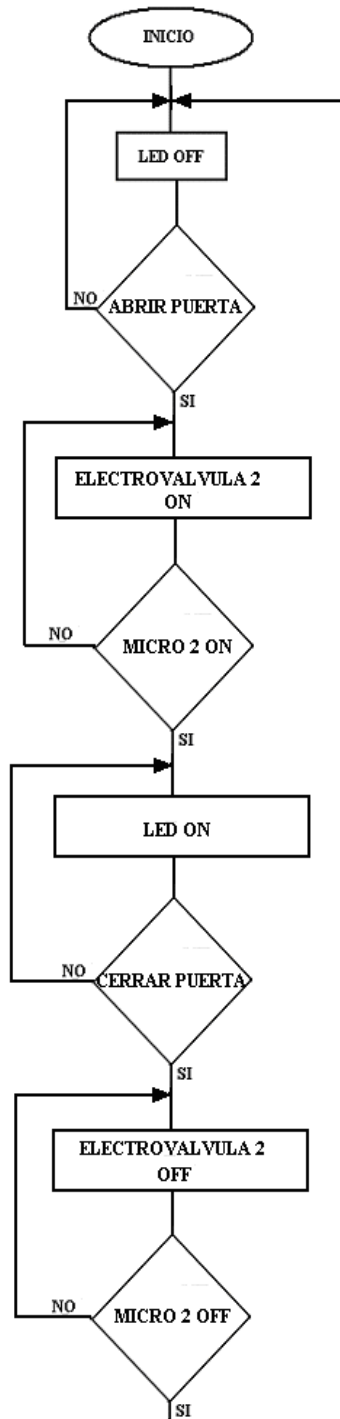 INICIO
LED OFF
ABRIR PUERTA
NO
SI
ELECTROVALVULA 2
ON
MICRO 2 ON
NO
SI
LED ON
CERRAR PUERTA
NO
SI
ELECTROVALVULA 2
OFF
MICRO 2 OFF
NO
SI